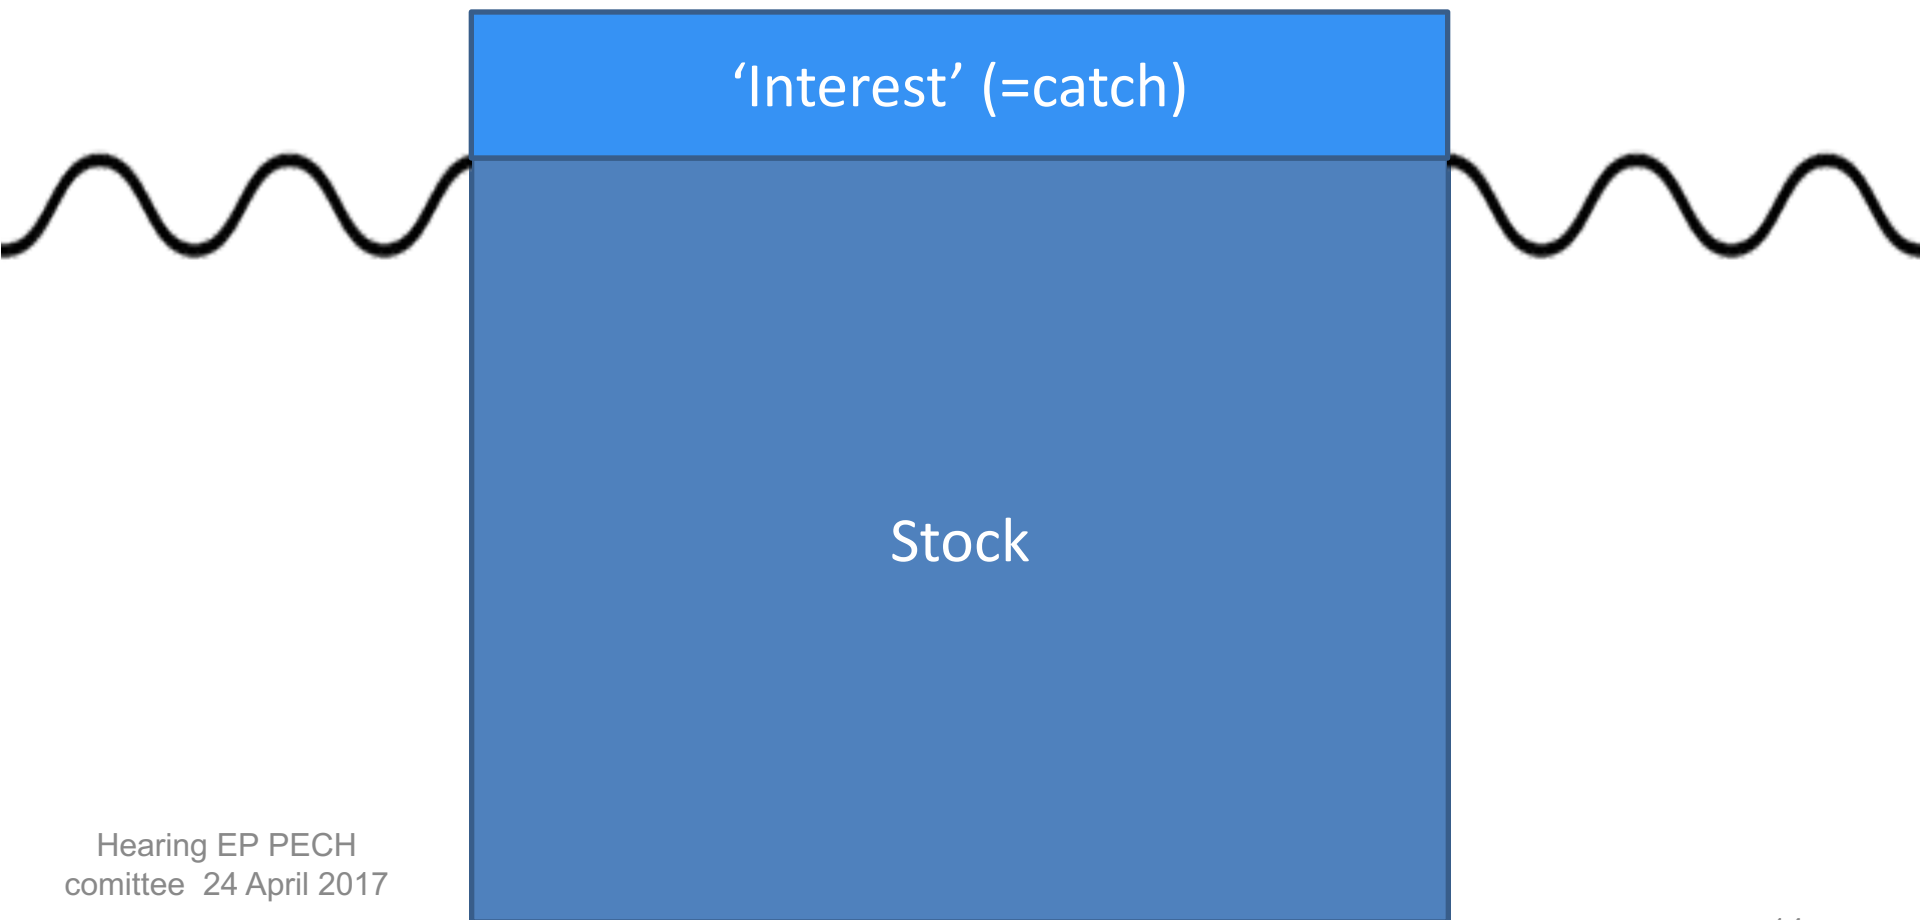 ‘Interest’ (=catch)
Stock
Hearing EP PECH
comittee 24 April 2017